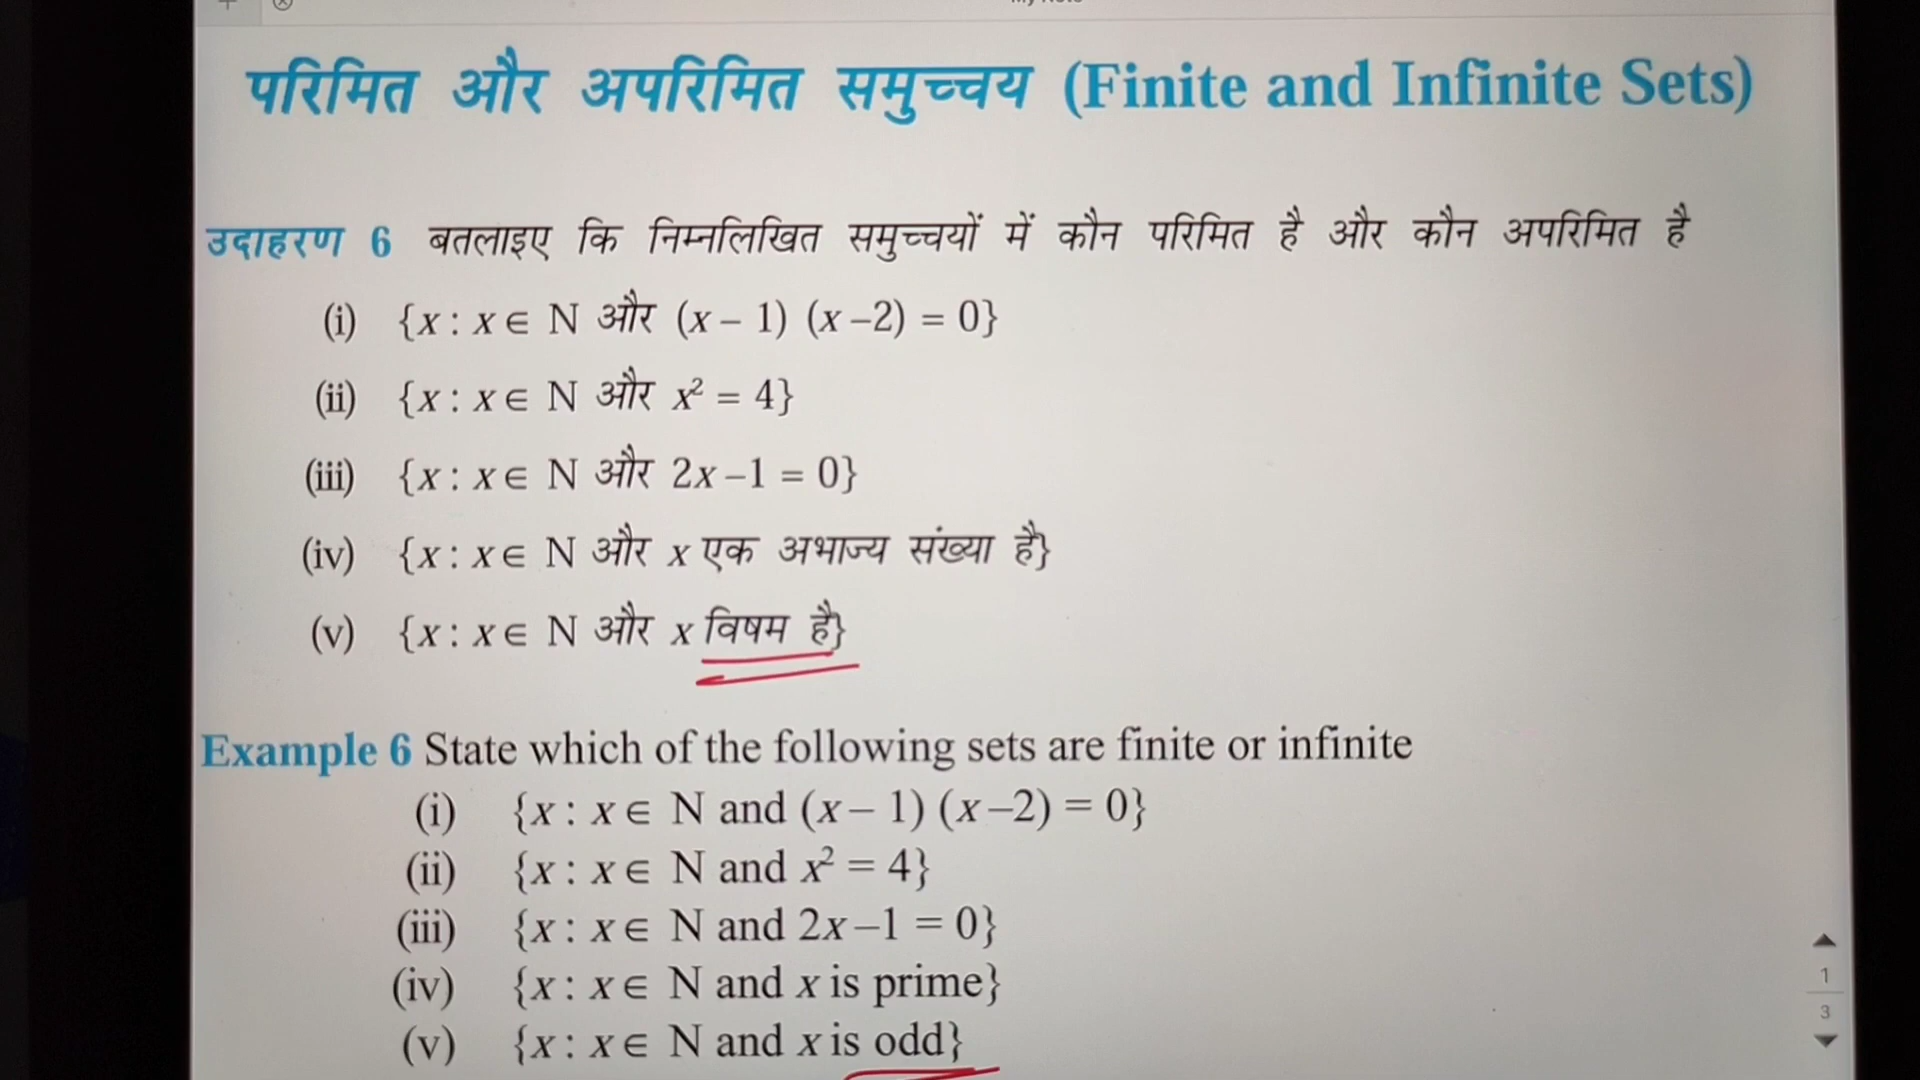 परिमित और अपरिमित समुच्चय (Finite and Infinite Sets)
उदाहरण 6 बतलाइए कि निम्नलिखित समुच्चयों में कौन परिमित है और कौन अपरिमित है
(i) {x : x ∈ N और (x – 1) (x –2) = 0}
(ii) {x : x ∈ N और x² = 4}
(iii) {x : x ∈ N और 2x –1 = 0}
(iv) {x : x ∈ N और x एक अभाज्य संख्या है}
(v) {x : x ∈ N और x विषम है}
Example 6 State which of the following sets are finite or infinite
(i) {x : x ∈ N and (x – 1) (x –2) = 0}
(ii) {x : x ∈ N and x² = 4}
(iii) {x : x ∈ N and 2x –1 = 0}
(iv) {x : x ∈ N and x is prime}
(v) {x : x ∈ N and x is odd}
1
3